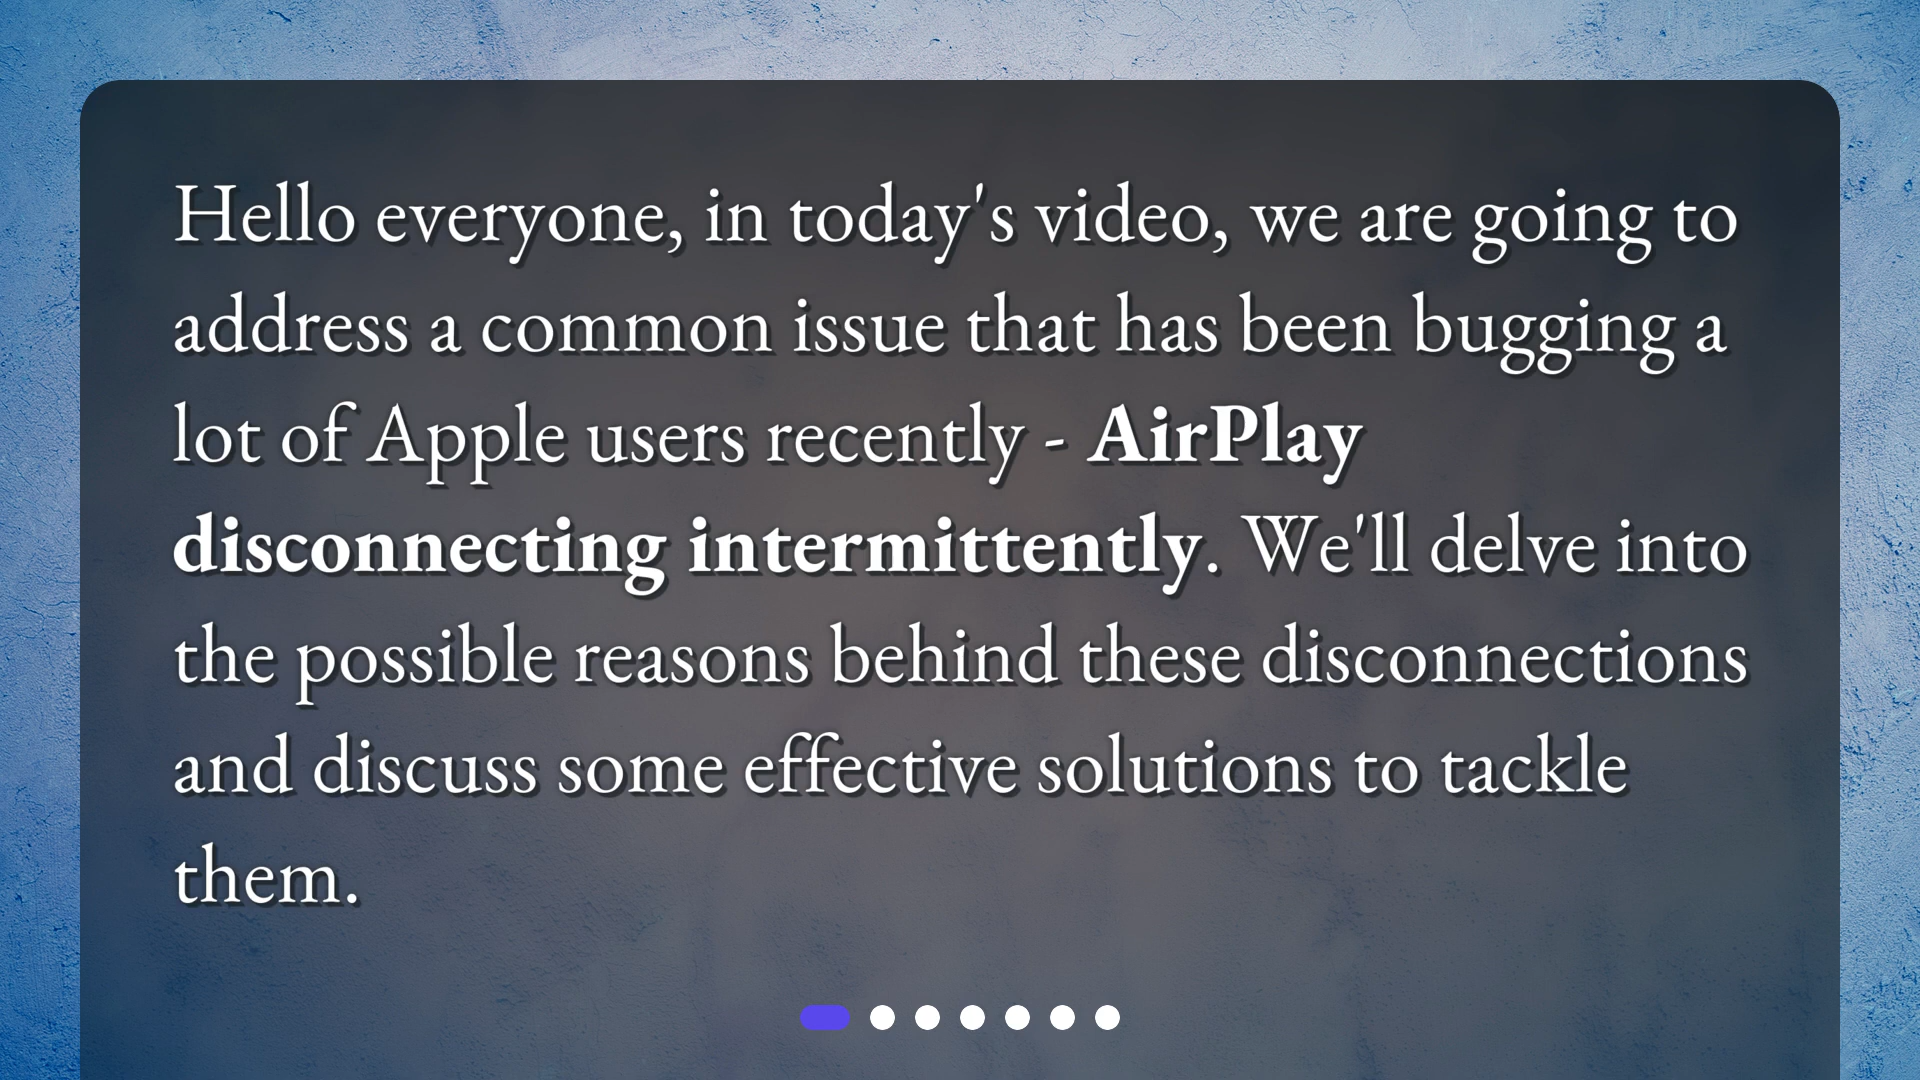 Hello everyone, in today's video, we are going to
address a common issue that has been bugging a
lot of Apple users recently - AirPlay
disconnecting intermittently. We'll delve into
the possible reasons behind these disconnections
and discuss some effective solutions to tackle
them.